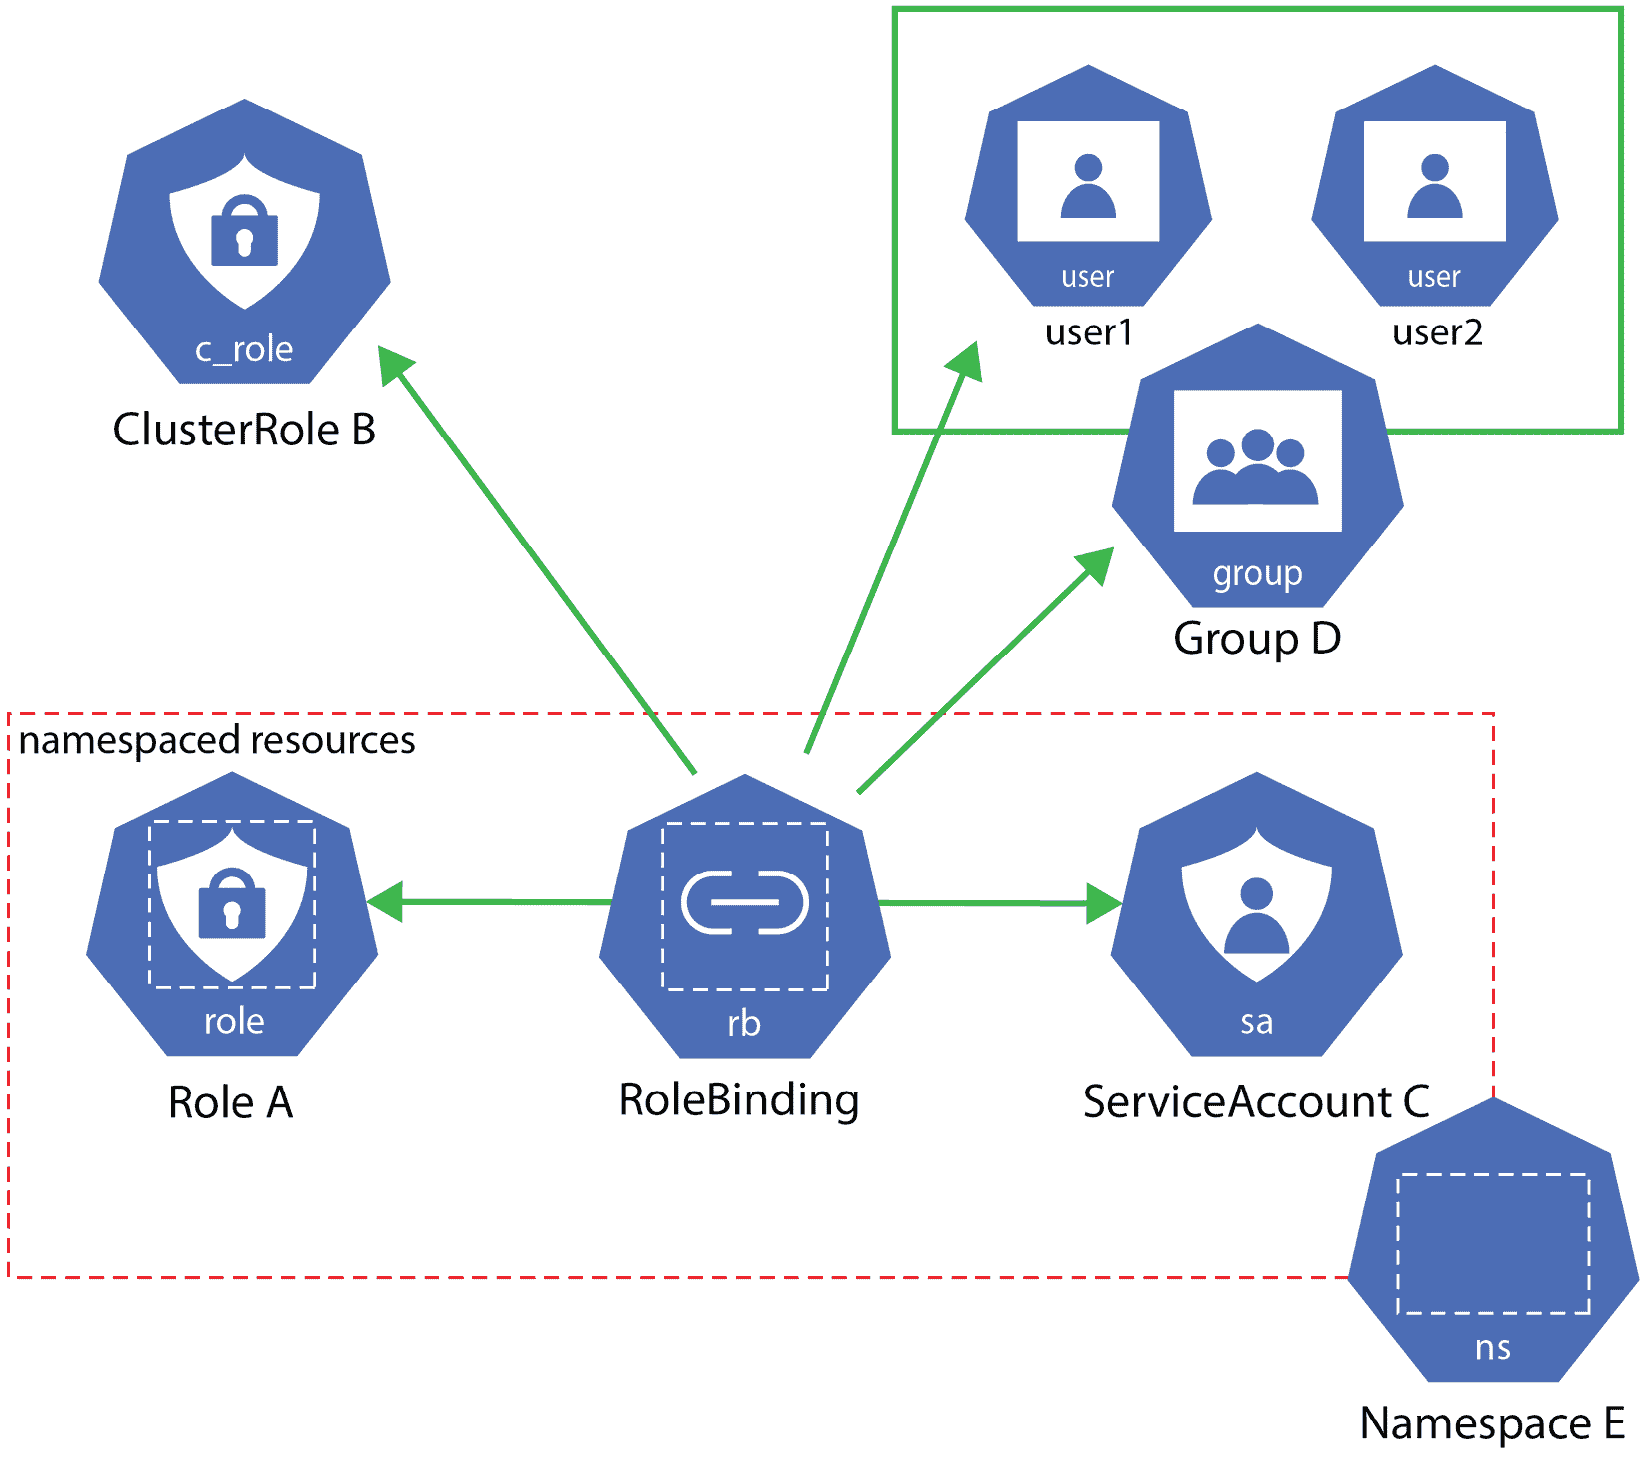 user
user
user1
user2
c_role
ClusterRole B
group
Group D
namespaced resources
role
rb
sa
Role A
RoleBinding
ServiceAccount C
ns
Namespace E